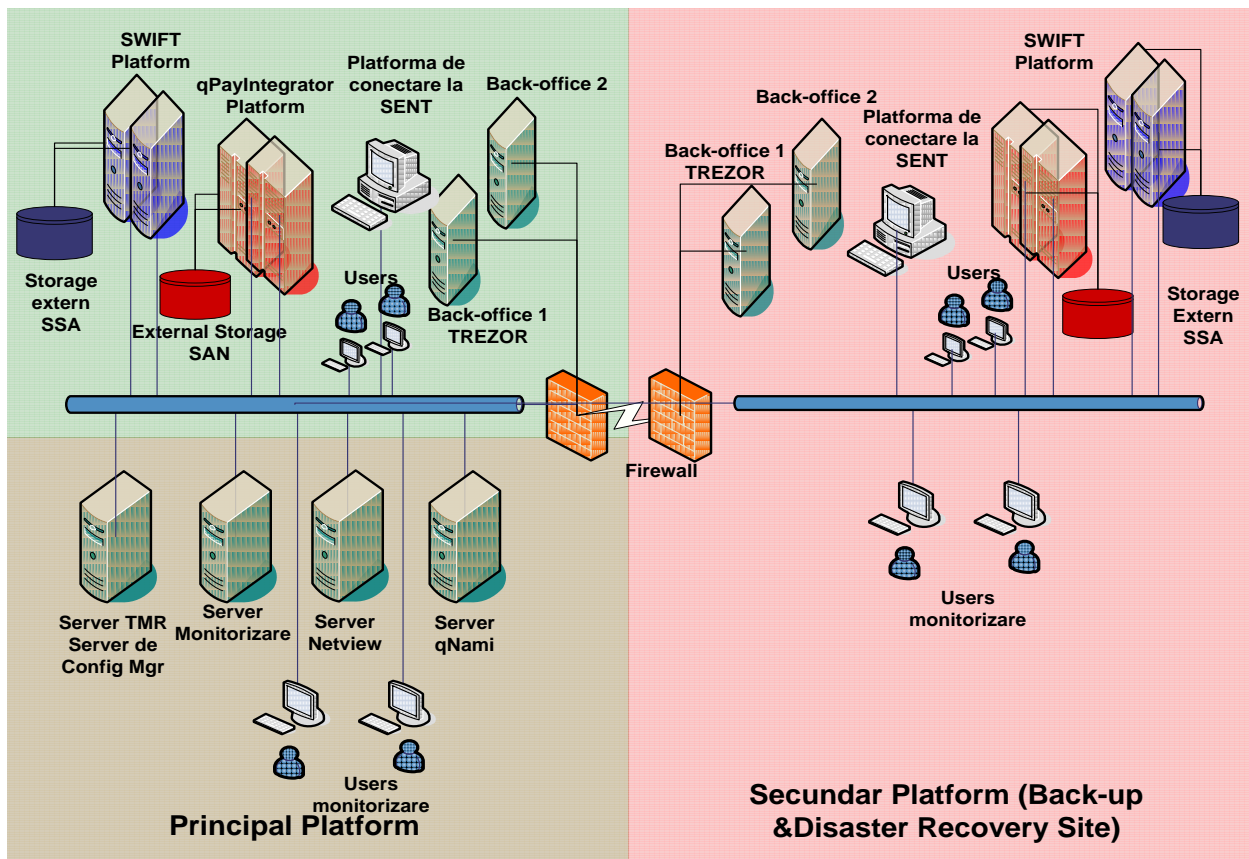 SWIFT
Platform
qPayIntegrator
Platform
Platforma de
conectare la
SENT
Back-office 2
Storage
extern
SSA
External Storage
SAN
Users
Back-office 1
TREZOR
Server TMR
Server de
Config Mgr
Server
Monitorizare
Server
Netview
Server
qNami
Users
monitorizare
Principal Platform
Firewall
Back-office 2
Back-office 1
TREZOR
Platforma de
conectare la
SENT
SWIFT
Platform
Users
Storage
Extern
SSA
Users
monitorizare
Secundar Platform (Back-up
&Disaster Recovery Site)